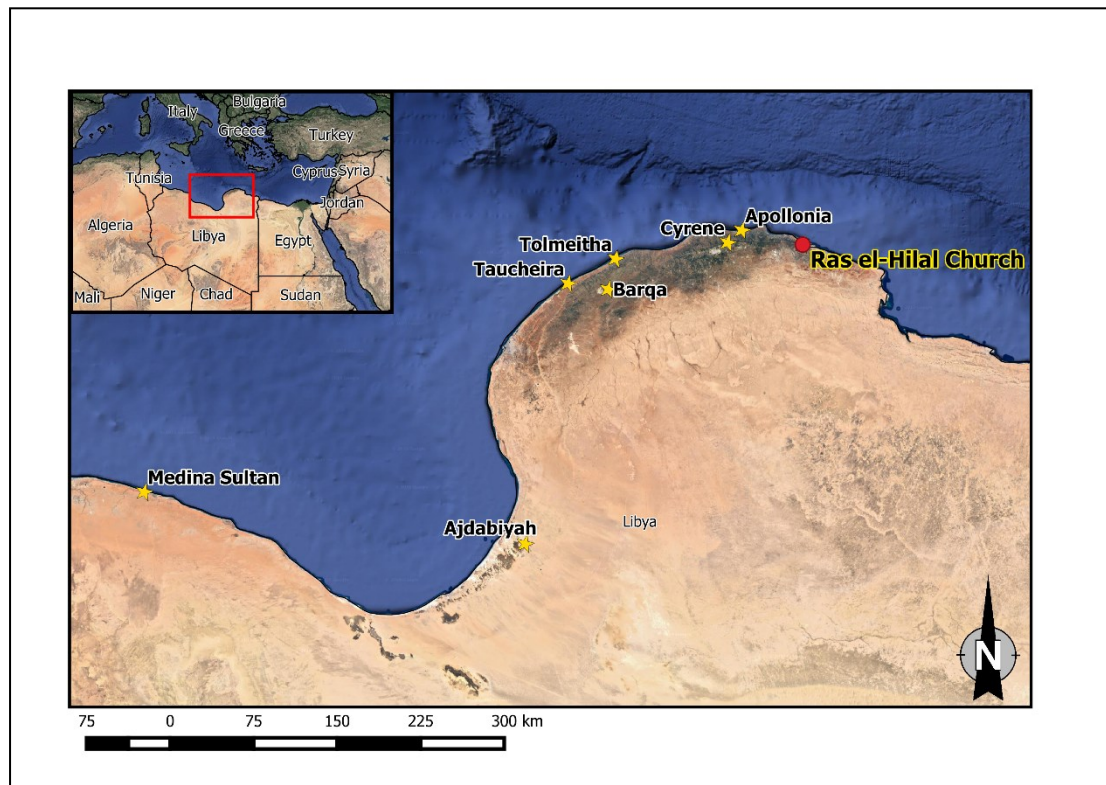 Italy
Bulgaria
Greece
Turkey
Tunisia
Cyprus
Syria
Jordan
Algeria
Libya
Egypt
Mali
Niger
Chad
Sudan
Apollonia
Cyrene
Tolmeitha
Ras el-Hilal Church
Taucheira
Barqa
Medina Sultan
Ajdabiyah
Libya
N
75 0 75 150 225 300 km